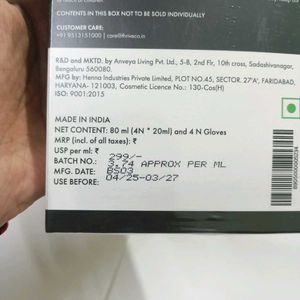 CONTENTS IN THIS BOX NOT TO BE SOLD INDIVIDUALLY
CUSTOMER CARE:
+91 9513151000 | care@thriveco.in
R&D and MKTD. by Anveya Living Pvt. Ltd., 5-B, 2nd Flr, 10th cross, Sadashivanagar,
Bengaluru 560080.
MFG by: Henna Industries Private Limited, PLOT NO.45, SECTOR. 27'A', FARIDABAD,
HARYANA- 121003, Cosmetic Licence No.: 130-Cos(H)
ISO: 9001:2015
MADE IN INDIA
NET CONTENT: 80 ml (4N * 20ml) and 4 N Gloves
MRP (incl. of all taxes): ₹
USP per ml: ₹
299/-
BATCH NO.:
3.74 APPROX PER ML
MFG. DATE:
BS03
USE BEFORE:
04/25-03/27